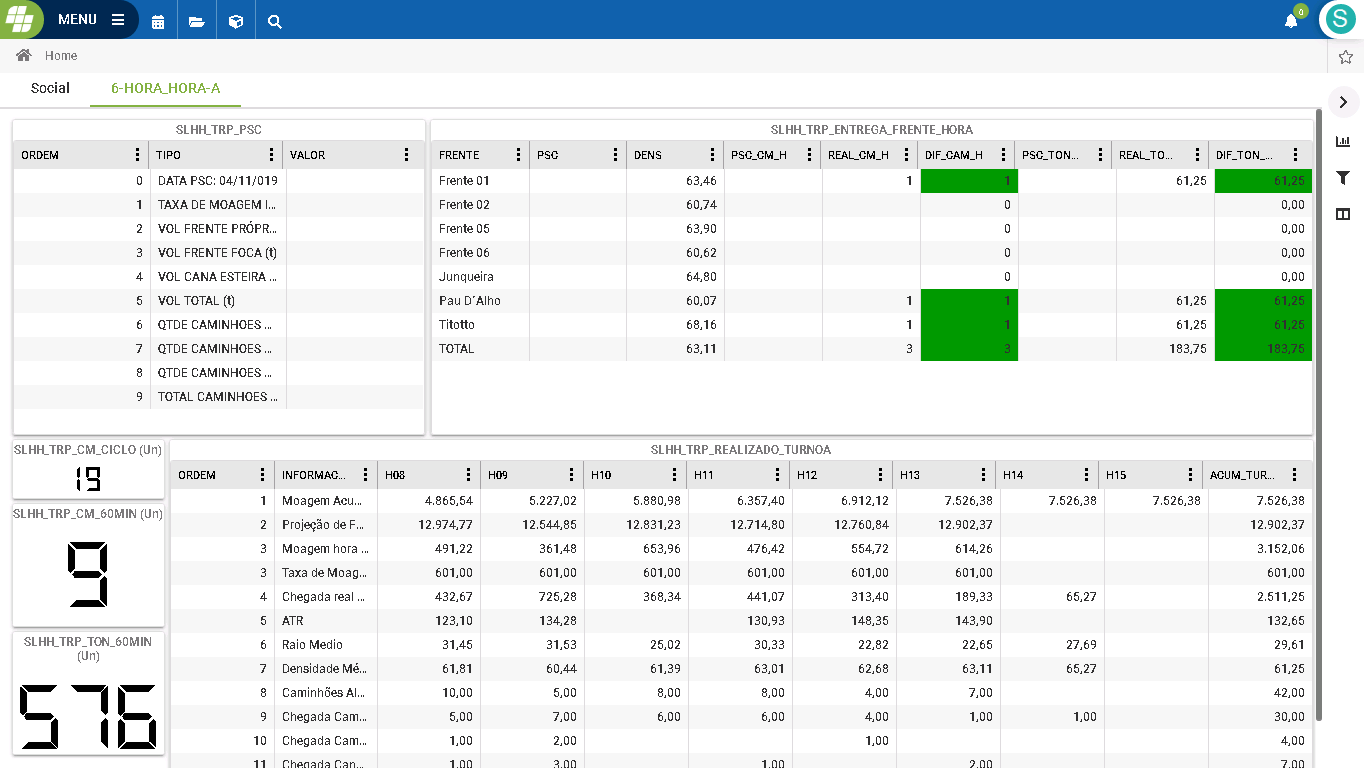 MENU
0
S
Home
Social 6-HORA_HORA-A
SLHH_TRP_PSC
ORDEM TIPO VALOR
0 DATA PSC: 04/11/019
1 TAXA DE MOAGEM I...
2 VOL FRENTE PRÓPR...
3 VOL FRENTE FOCA (t)
4 VOL CANA ESTEIRA ...
5 VOL TOTAL (t)
6 QTDE CAMINHOES ...
7 QTDE CAMINHOES ...
8 QTDE CAMINHOES ...
9 TOTAL CAMINHOES ...
SLHH_TRP_ENTREGA_FRENTE_HORA
FRENTE PSC DENS PSC_CM_H REAL_CM_H DIF_CAM_H PSC_TON... REAL_TO... DIF_TON_...
Frente 01 63,46 1 1 61,25 61,25
Frente 02 60,74 0 0,00
Frente 05 63,90 0 0,00
Frente 06 60,62 0 0,00
Junqueira 64,80 0 0,00
Pau D´Alho 60,07 1 1 61,25 61,25
Titotto 68,16 1 1 61,25 61,25
TOTAL 63,11 3 3 183,75 183,75
SLHH_TRP_CM_CICLO (Un)
19
SLHH_TRP_CM_60MIN (Un)
9
SLHH_TRP_TON_60MIN
(Un)
576
SLHH_TRP_REALIZADO_TURNOA
ORDEM INFORMAC... H08 H09 H10 H11 H12 H13 H14 H15 ACUM_TUR...
1 Moagem Acu... 4.865,54 5.227,02 5.880,98 6.357,40 6.912,12 7.526,38 7.526,38 7.526,38 7.526,38
2 Projeção de F... 12.974,77 12.544,85 12.831,23 12.714,80 12.760,84 12.902,37 12.902,37
3 Moagem hora ... 491,22 361,48 653,96 476,42 554,72 614,26 3.152,06
3 Taxa de Moag... 601,00 601,00 601,00 601,00 601,00 601,00 601,00
4 Chegada real ... 432,67 725,28 368,34 441,07 313,40 189,33 65,27 2.511,25
5 ATR 123,10 134,28 130,93 148,35 143,90 132,65
6 Raio Medio 31,45 31,53 25,02 30,33 22,82 22,65 27,69 29,61
7 Densidade Mé... 61,81 60,44 61,39 63,01 62,68 63,11 65,27 61,25
8 Caminhões Al... 10,00 5,00 8,00 8,00 4,00 7,00 42,00
9 Chegada Cam... 5,00 7,00 6,00 6,00 4,00 1,00 1,00 30,00
10 Chegada Cam... 1,00 2,00 1,00 4,00
11 Chegada Can... 1,00 3,00 1,00 2,00 7,00